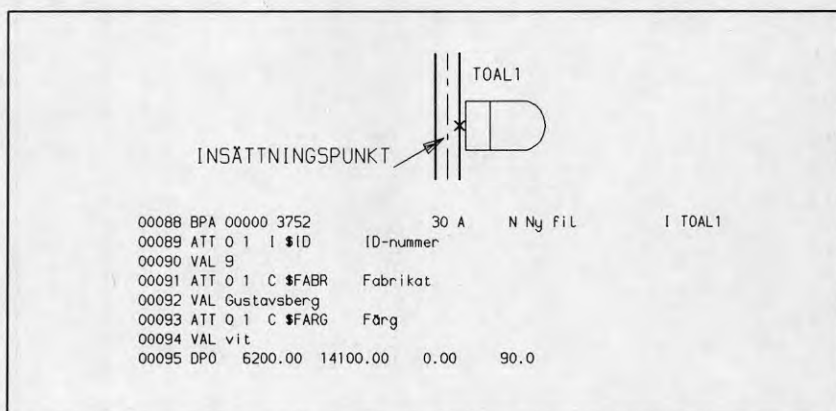 TOAL1
INSÄTTNINGSPUNKT
00088 BPA 00000 3752 30 A N Ny fil I TOAL1
00089 ATT 0 1 I $ID ID-nummer
00090 VAL 9
00091 ATT 0 1 C $FABR Fabrikat
00092 VAL Gustavsberg
00093 ATT 0 1 C $FARG Färg
00094 VAL vit
00095 DPO 6200.00 14100.00 0.00 90.0